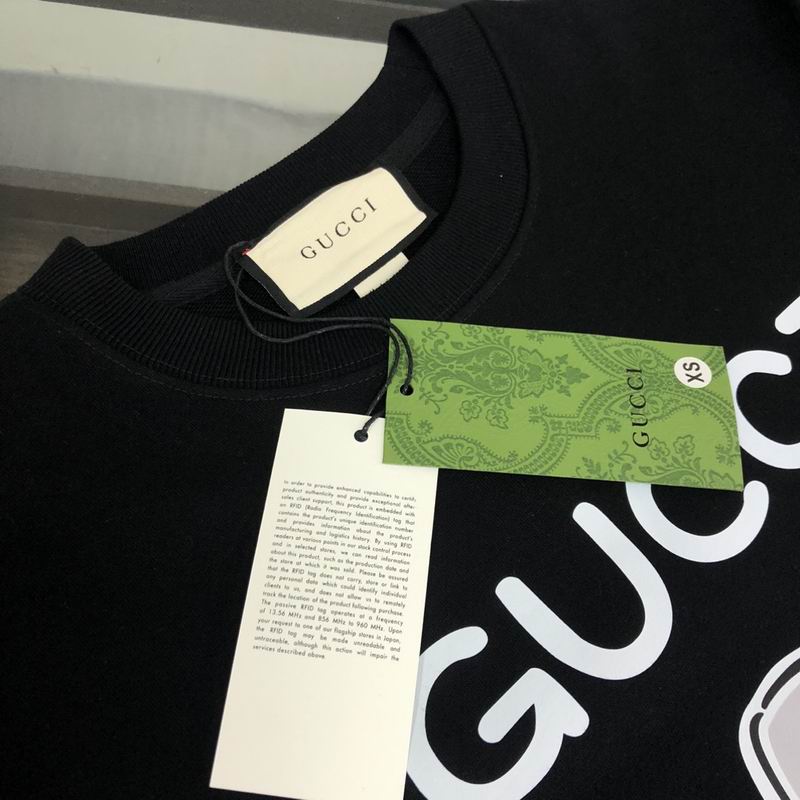 GUCCI
GUCCI
XS
In order to provide enhanced capabilities to certify
product authenticity and provide exceptional after-
sales client support, this product is embedded with
an RFID (Radio Frequency Identification) tag that
contains the product's unique identification number
and provides information about the product's
manufacturing and logistics history. By using RFID
readers at various points in our stock control process
and in selected stores, we can read information
about this product, such as the production date and
the store at which it was sold. Please be assured
that the RFID tag does not carry, store or link to
any personal data which could identify individual
clients to us, and does not allow us to remotely
track the location of the product following purchase.
The passive RFID tag operates at a frequency
of 13.56 MHz and 856 MHz to 960 MHz. Upon
your request to one of our flagship stores in Japan,
the RFID tag may be made unreadable and
untraceable, although this action will impair the
services described above.
GUCC